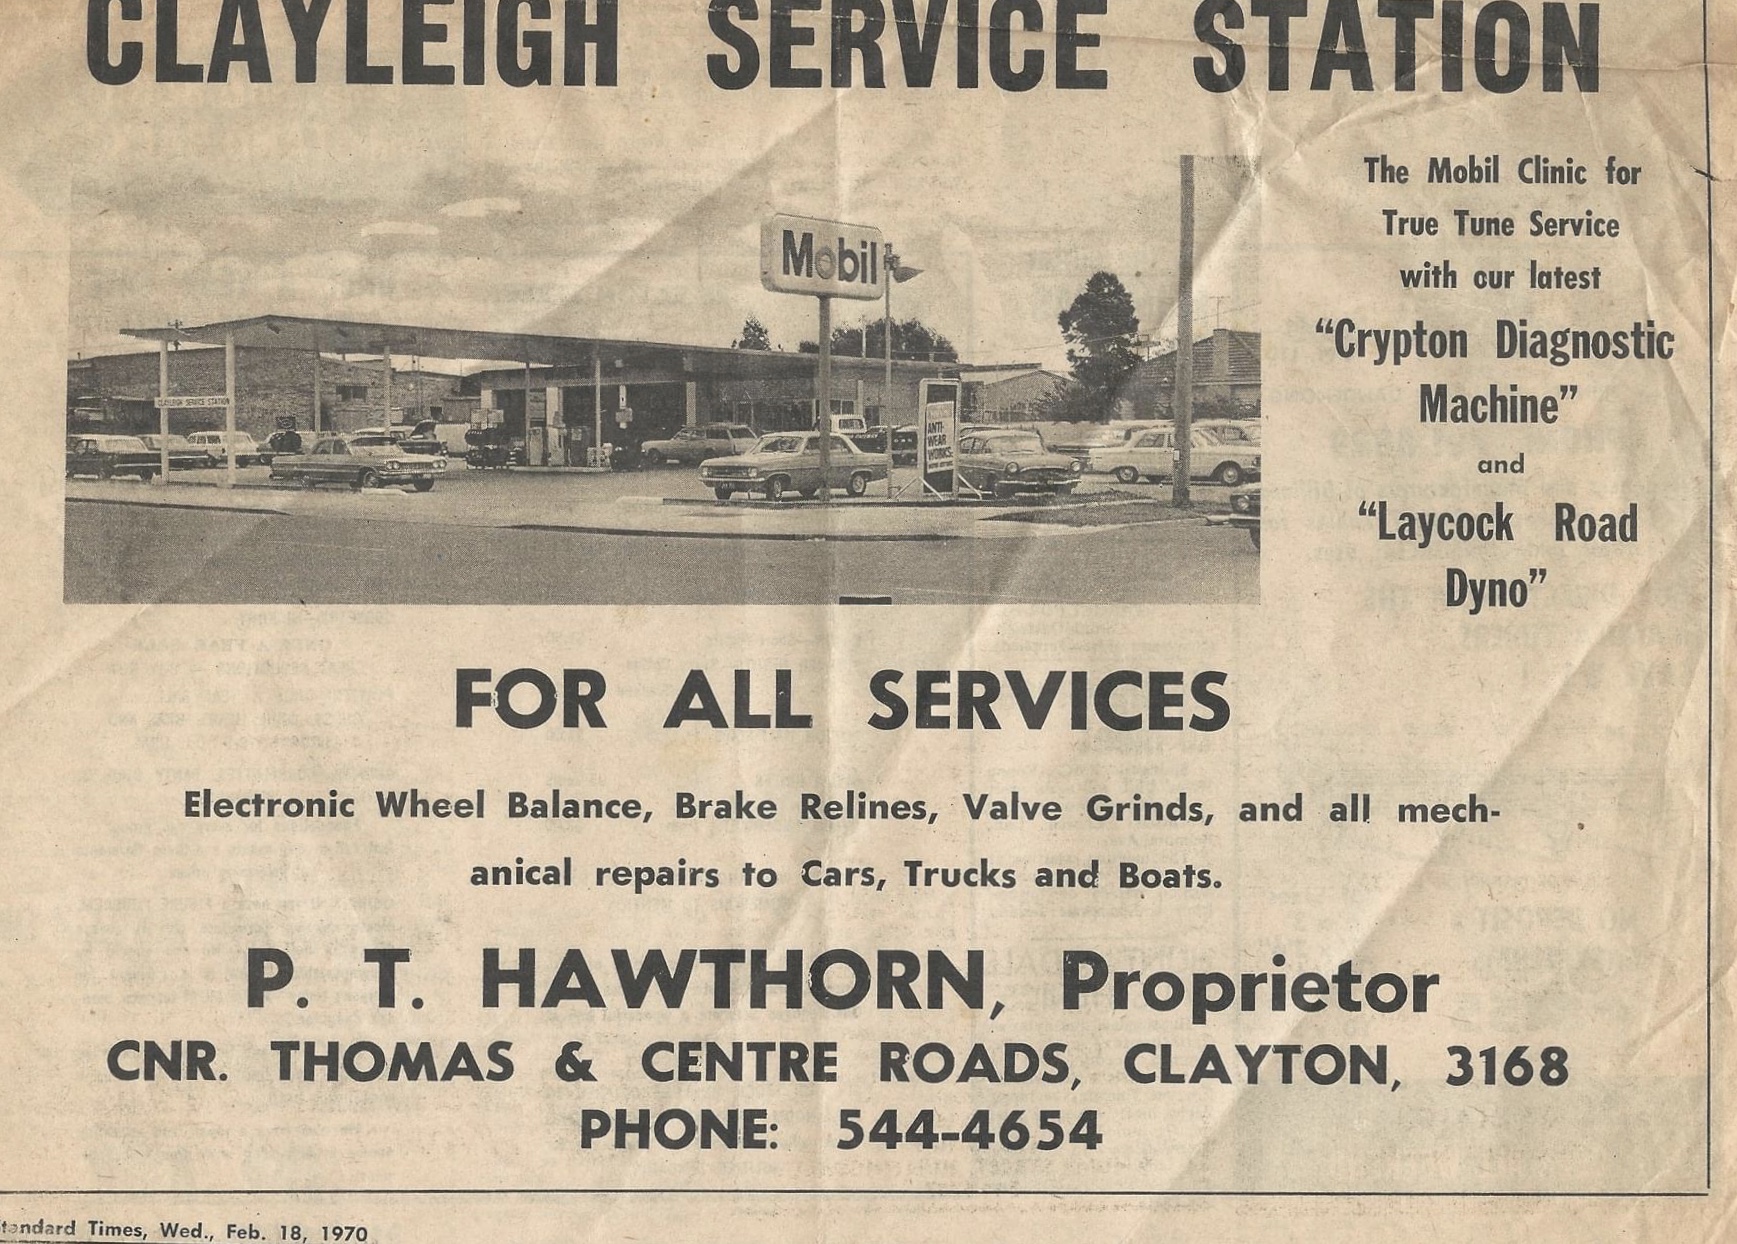 CLAYLEIGH SERVICE STATION
The Mobil Clinic for
True Tune Service
with our latest
"Crypton Diagnostic
Machine"
and
"Laycock Road
Dyno"
Mobil
CLAYLEIGH SERVICE STATION
ANTI-
WEAR
WORKS
FOR ALL SERVICES
Electronic Wheel Balance, Brake Relines, Valve Grinds, and all mech-
anical repairs to Cars, Trucks and Boats.
P. T. HAWTHORN, Proprietor
CNR. THOMAS & CENTRE ROADS, CLAYTON, 3168
PHONE: 544-4654
Standard Times, Wed., Feb. 18, 1970